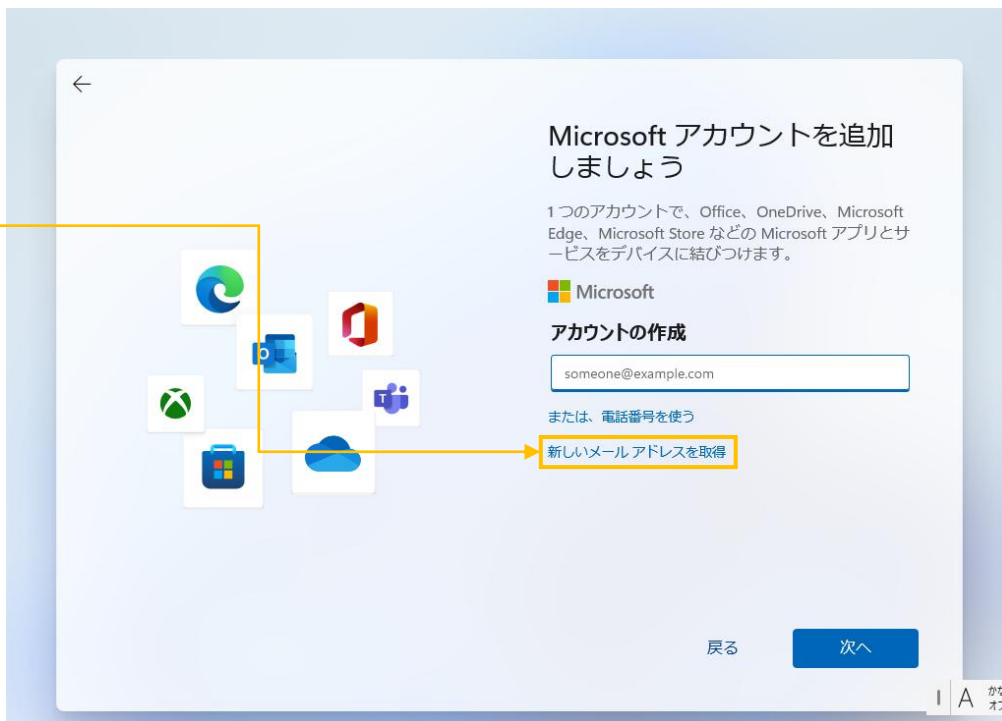 Microsoft アカウントを追加
しましょう
1 つのアカウントで、Office、OneDrive、Microsoft
Edge、Microsoft Store などの Microsoft アプリとサ
ービスをデバイスに結びつけます。
Microsoft
アカウントの作成
someone@example.com
または、電話番号を使う
新しいメール アドレスを取得
戻る
次へ
A